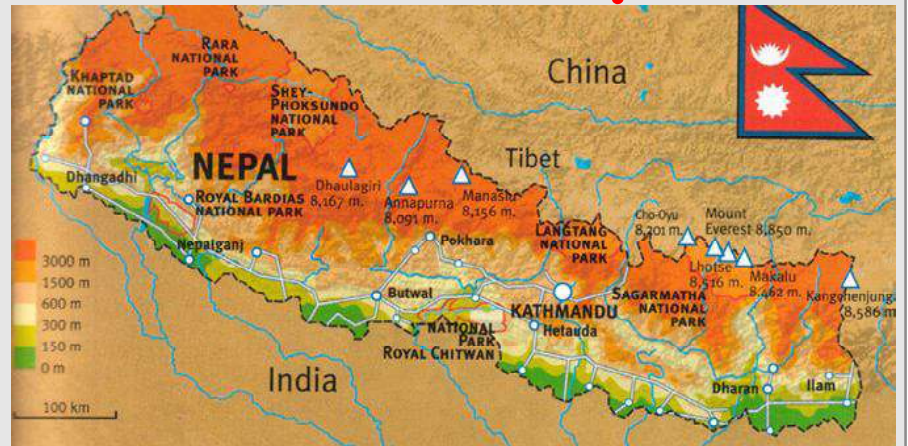 RARA
NATIONAL
PARK
KHAPTAD
NATIONAL
PARK
SHEY-
PHOKSUNDO
NATIONAL
PARK
China
NEPAL
Tibet
Dhangadhi
Dhaulagiri
8,167 m.
Annapurna
8,091 m.
Manaslu
8,156 m.
ROYAL BARDIAS
NATIONAL PARK
Cho-Oyu
8,201 m.
Mount
Everest 8,850 m.
LANGTANG
NATIONAL
PARK
Nepalganj
Pokhara
Lhotse
8,516 m.
Makalu
8,462 m.
Kangchenjunga
8,586 m
3000 m
1500 m
600 m
300 m
150 m
0 m
Butwal
KATHMANDU
SAGARMATHA
NATIONAL
PARK
Hetauda
NATIONAL
PARK
ROYAL CHITWAN
India
Dharan
Ilam
100 km